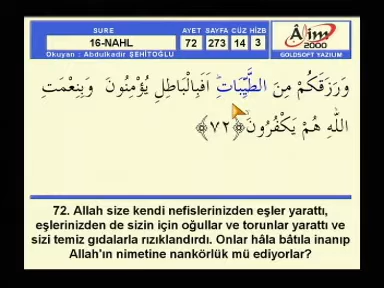 SURE
AYET SAYFA CÜZ HİZB
16-NAHL
72 273 14 3
Okuyan : Abdulkadir ŞEHİTOĞLU
Âlim
2000
GOLDSOFT YAZILIM
وَرَزَقَكُمْ مِنَ الطَّيِّبَاتِۜ اَفَبِالْبَاطِلِ يُؤْمِنُونَ وَبِنِعْمَتِ
اللّٰهِ هُمْ يَكْفُرُونَۙ ﴿٧٢﴾
72. Allah size kendi nefislerinizden eşler yarattı,
eşlerinizden de sizin için oğullar ve torunlar yarattı ve
sizi temiz gıdalarla rızıklandırdı. Onlar hâla bâtıla inanıp
Allah'ın nimetine nankörlük mü ediyorlar?